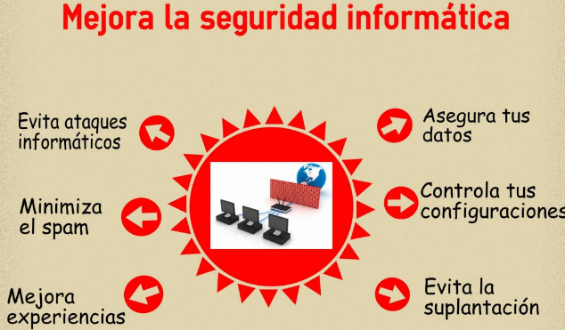 Mejora la seguridad informática
Evita ataques
informáticos
Asegura tus
datos
Minimiza
el spam
Controla tus
configuraciones
Mejora
experiencias
Evita la
suplantación